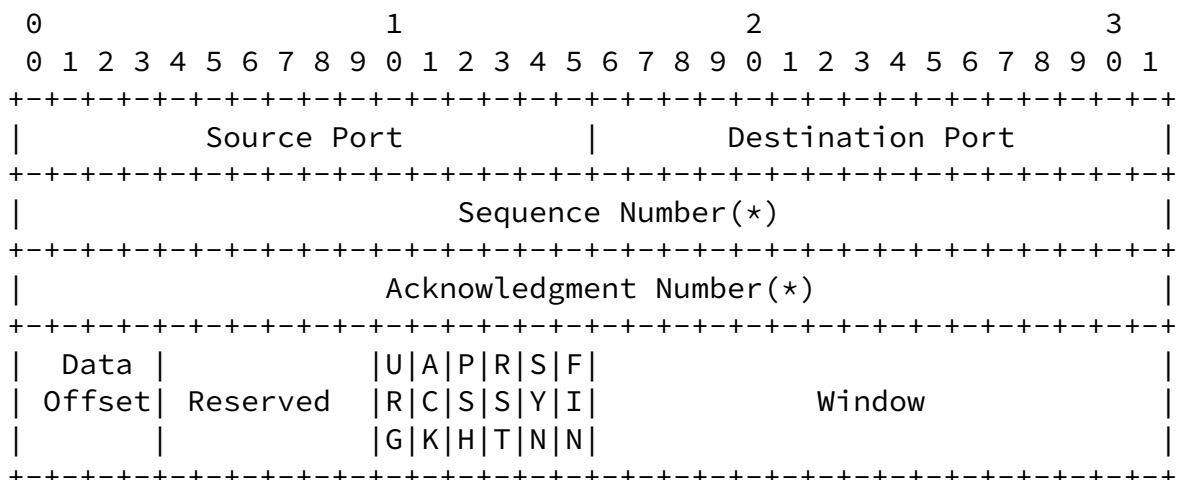 0                   1                   2                   3
 0 1 2 3 4 5 6 7 8 9 0 1 2 3 4 5 6 7 8 9 0 1 2 3 4 5 6 7 8 9 0 1
+-+-+-+-+-+-+-+-+-+-+-+-+-+-+-+-+-+-+-+-+-+-+-+-+-+-+-+-+-+-+-+-+
|          Source Port          |       Destination Port        |
+-+-+-+-+-+-+-+-+-+-+-+-+-+-+-+-+-+-+-+-+-+-+-+-+-+-+-+-+-+-+-+-+
|                        Sequence Number(*)                     |
+-+-+-+-+-+-+-+-+-+-+-+-+-+-+-+-+-+-+-+-+-+-+-+-+-+-+-+-+-+-+-+-+
|                    Acknowledgment Number(*)                   |
+-+-+-+-+-+-+-+-+-+-+-+-+-+-+-+-+-+-+-+-+-+-+-+-+-+-+-+-+-+-+-+-+
|  Data |           |U|A|P|R|S|F|                               |
| Offset| Reserved  |R|C|S|S|Y|I|            Window             |
|       |           |G|K|H|T|N|N|                               |
+-+-+-+-+-+-+-+-+-+-+-+-+-+-+-+-+-+-+-+-+-+-+-+-+-+-+-+-+-+-+-+-+